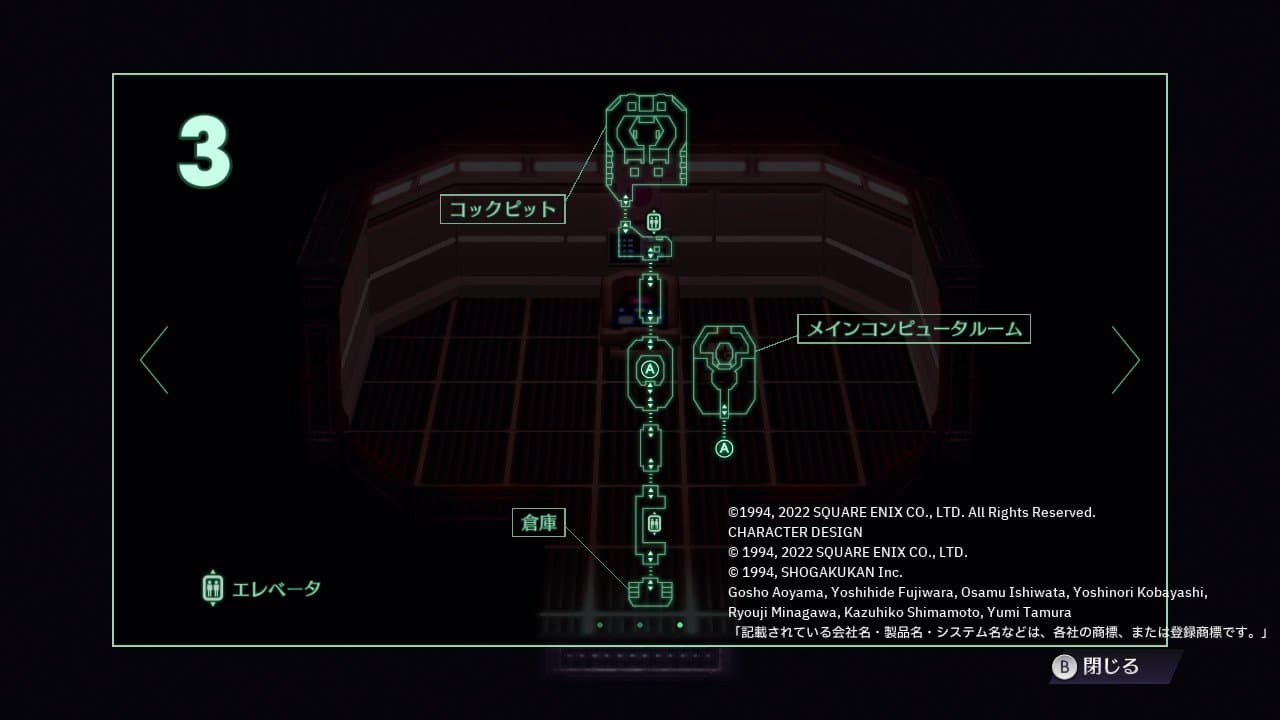 3
コックピット
メインコンピュータルーム
A
A
倉庫
エレベータ
©1994, 2022 SQUARE ENIX CO., LTD. All Rights Reserved.
CHARACTER DESIGN
© 1994, 2022 SQUARE ENIX CO., LTD.
© 1994, SHOGAKUKAN Inc.
Gosho Aoyama, Yoshihide Fujiwara, Osamu Ishiwata, Yoshinori Kobayashi,
Ryouji Minagawa, Kazuhiko Shimamoto, Yumi Tamura
「記載されている会社名・製品名・システム名などは、各社の商標、または登録商標です。」
B 閉じる